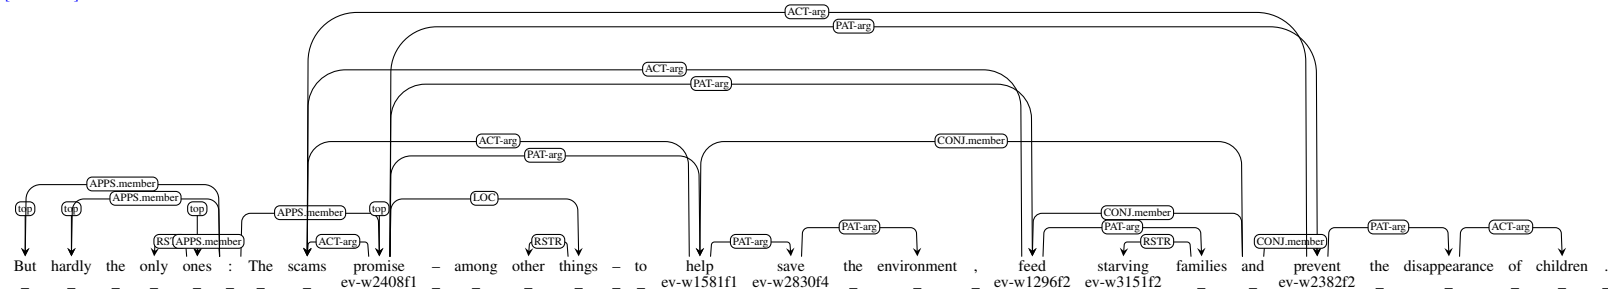 ACT-arg
PAT-arg
ACT-arg
PAT-arg
ACT-arg CONJ.member
PAT-arg
APPS.member
APPS.member LOC
top top top APPS.member top CONJ.member
PAT-arg PAT-arg PAT-arg ACT-arg
APPS.member ACT-arg RSTR PAT-arg RSTR CONJ.member
But hardly the only ones : The scams promise – among other things – to help save the environment , feed starving families and prevent the disappearance of children .
_ _ _ _ _ _ _ _ ev-w2408f1 _ _ _ _ _ _ ev-w1581f1 ev-w2830f4 _ _ _ ev-w1296f2 ev-w3151f2 _ _ ev-w2382f2 _ _ _ _ _